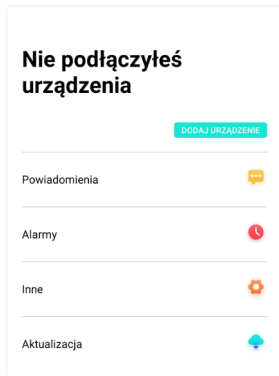 Nie podłączyłeś
urządzenia
DODAJ URZĄDZENIE
Powiadomienia
Alarmy
Inne
Aktualizacja